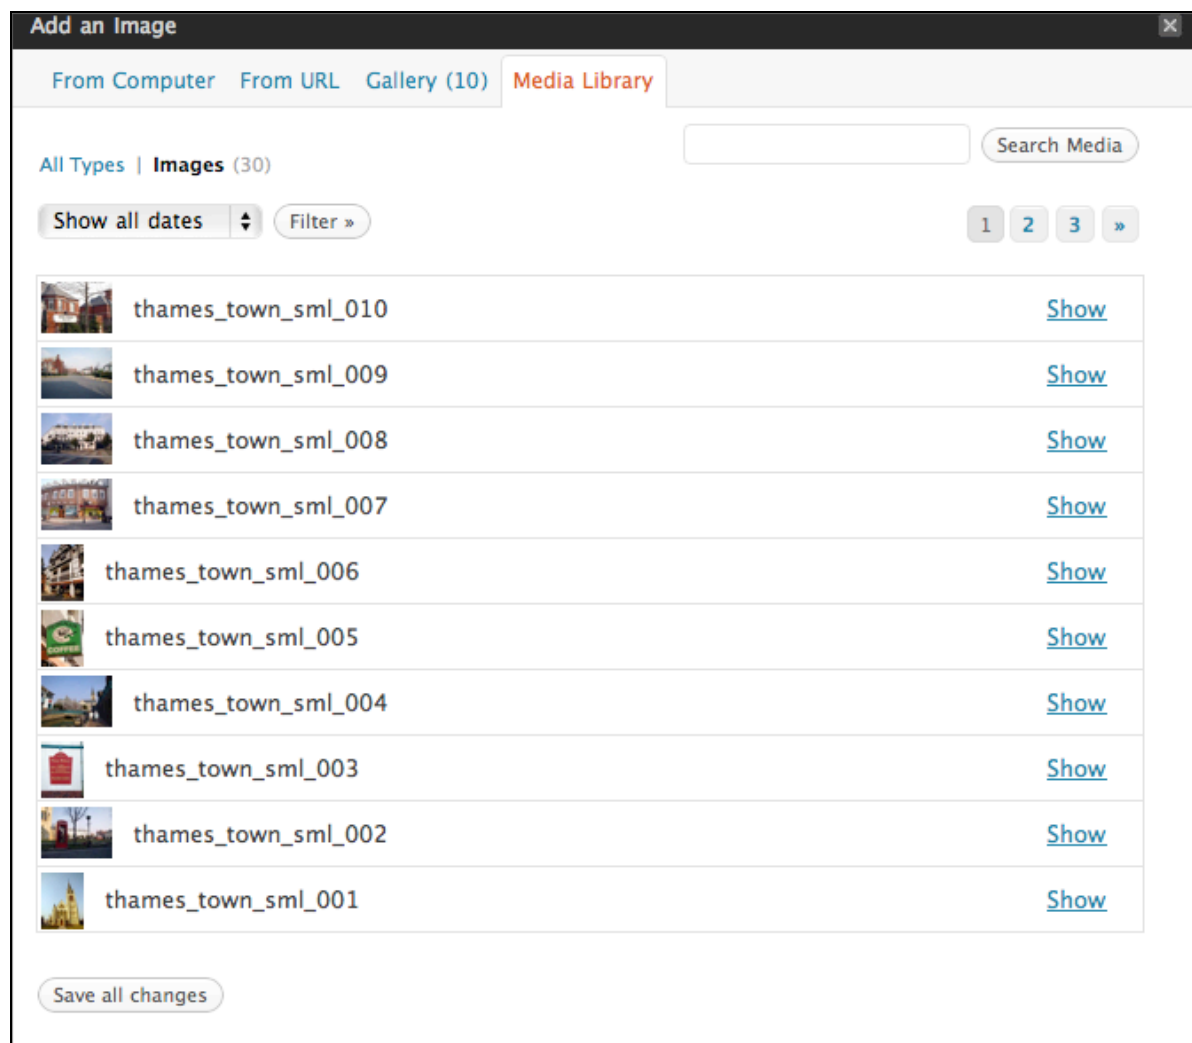 Add an Image
From Computer From URL Gallery (10) Media Library
Search Media
All Types | Images (30)
Show all dates Filter » 1 2 3 »
thames_town_sml_010 Show
thames_town_sml_009 Show
thames_town_sml_008 Show
thames_town_sml_007 Show
thames_town_sml_006 Show
COFFEE
thames_town_sml_005 Show
thames_town_sml_004 Show
thames_town_sml_003 Show
thames_town_sml_002 Show
thames_town_sml_001 Show
Save all changes